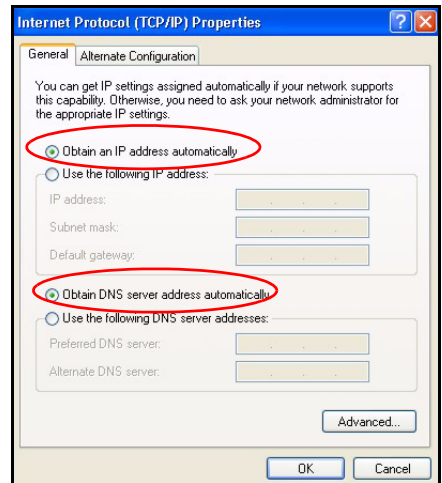 Internet Protocol (TCP/IP) Properties
General Alternate Configuration
You can get IP settings assigned automatically if your network supports
this capability. Otherwise, you need to ask your network administrator for
the appropriate IP settings.
Obtain an IP address automatically
Use the following IP address:
IP address:
Subnet mask:
Default gateway:
Obtain DNS server address automatically
Use the following DNS server addresses:
Preferred DNS server:
Alternate DNS server:
Advanced...
OK Cancel